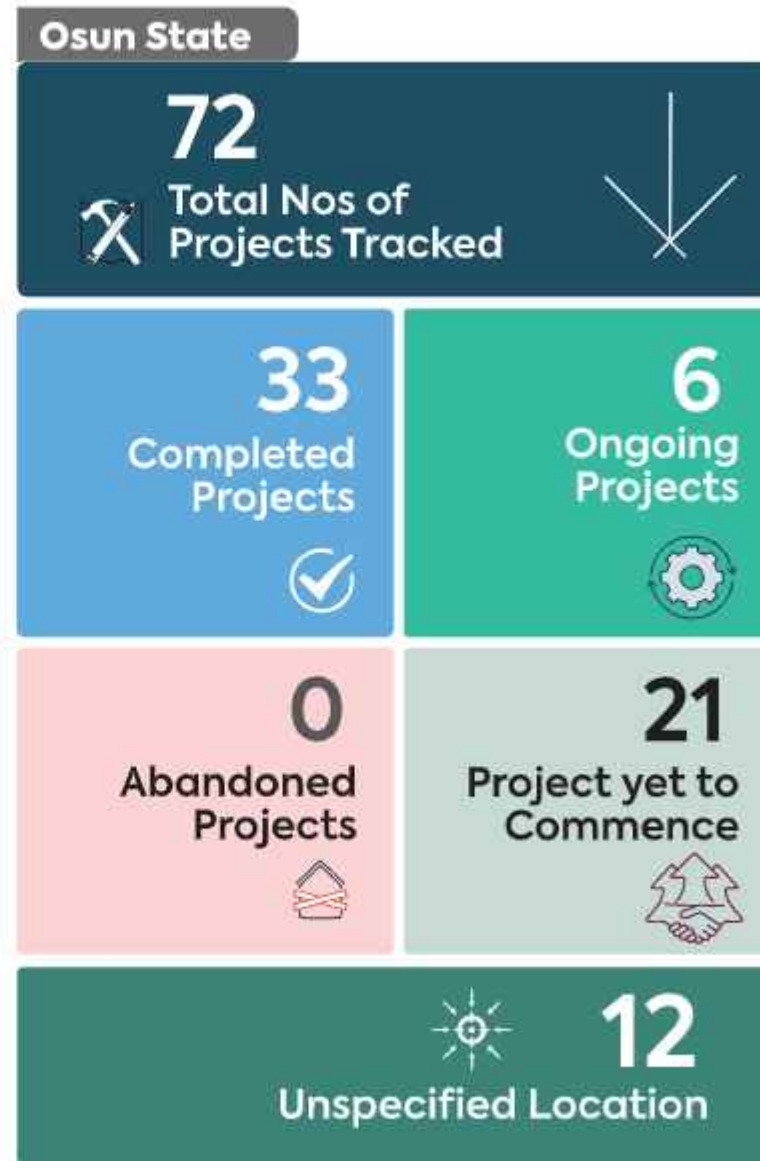 Osun State
72
Total Nos of
Projects Tracked
33
Completed
Projects
6
Ongoing
Projects
0
Abandoned
Projects
21
Project yet to
Commence
12
Unspecified Location